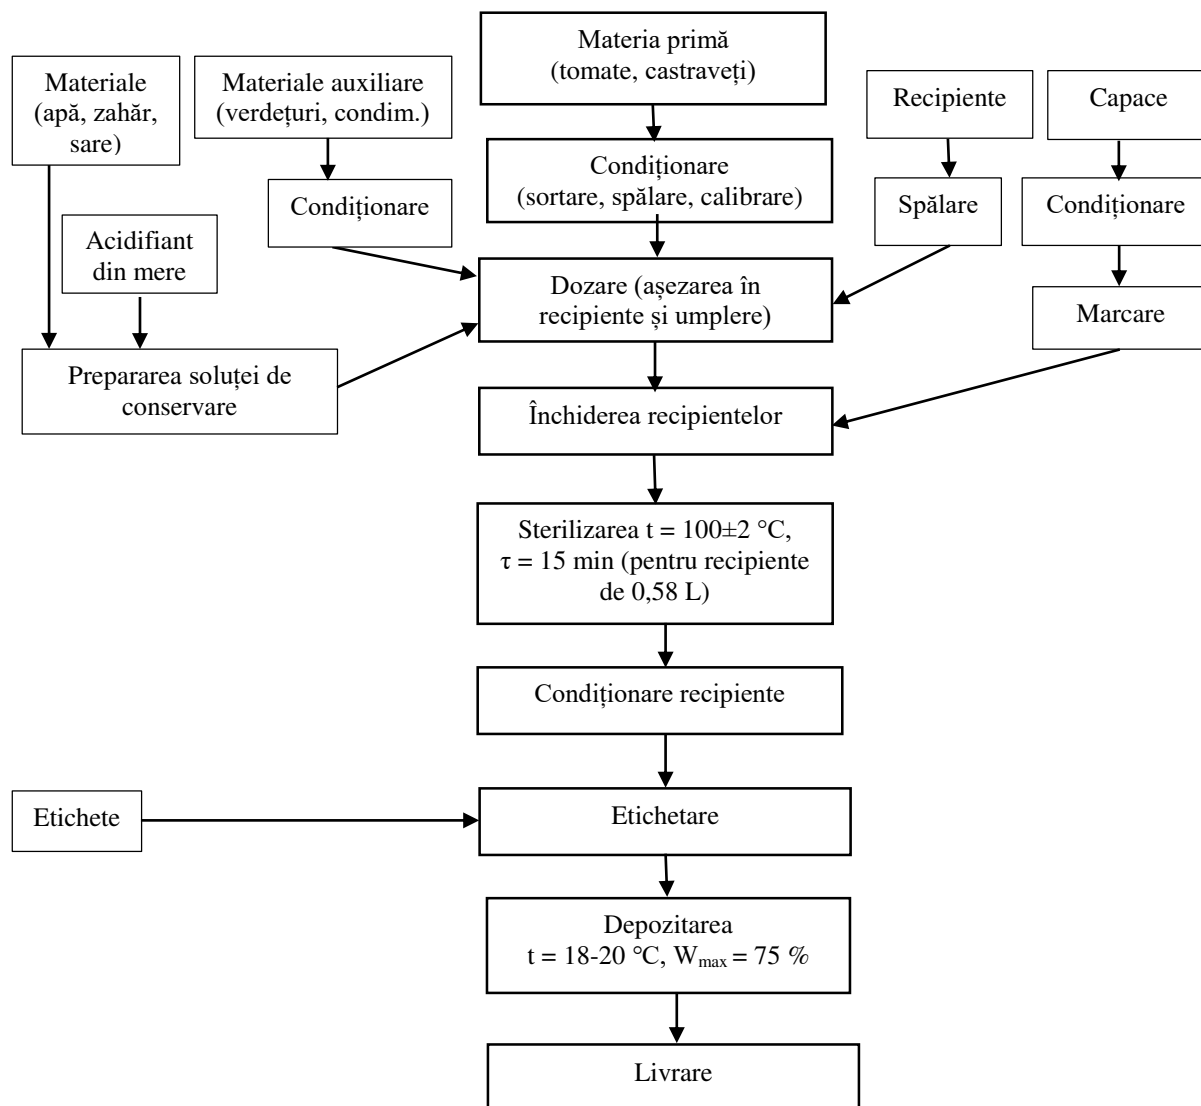 Materia primă
(tomate, castraveți)
Materiale
(apă, zahăr,
sare)
Materiale auxiliare
(verdețuri, condim.)
Recipiente
Capace
Condiționare
(sortare, spălare, calibrare)
Condiționare
Spălare
Condiționare
Acidifiant
din mere
Dozare (așezarea în
recipiente și umplere)
Marcare
Prepararea soluței de
conservare
Închiderea recipientelor
Sterilizarea t = 100±2 °C,
τ = 15 min (pentru recipiente
de 0,58 L)
Condiționare recipiente
Etichete
Etichetare
Depozitarea
t = 18-20 °C, Wmax = 75 %
Livrare